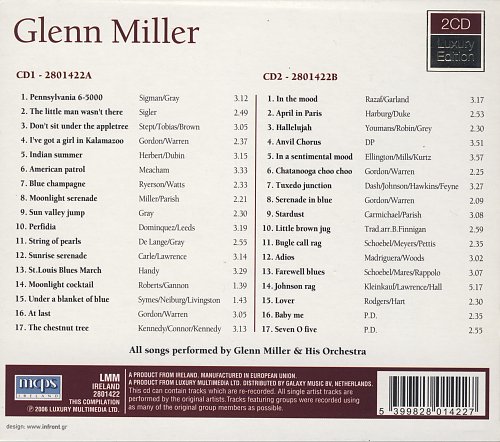 Glenn Miller
2CD
Luxury
Edition
CD1 - 2801422A
1. Pennsylvania 6-5000 Sigman/Gray 3.12
2. The little man wasn't there Sigler 2.49
3. Don't sit under the appletree Stept/Tobias/Brown 3.05
4. I've got a girl in Kalamazoo Gordon/Warren 2.37
5. Indian summer Herbert/Dubin 3.15
6. American patrol Meacham 3.33
7. Blue champagne Ryerson/Watts 2.33
8. Moonlight serenade Miller/Parish 2.21
9. Sun valley jump Gray 2.30
10. Perfidia Dominquez/Leeds 3.19
11. String of pearls De Lange/Gray 2.55
12. Sunrise serenade Carle/Lawrence 3.14
13. St.Louis Blues March Handy 3.29
14. Moonlight cocktail Roberts/Gannon 1.39
15. Under a blanket of blue Symes/Neiburg/Livingston 1.43
16. At last Gordon/Warren 3.05
17. The chestnut tree Kennedy/Connor/Kennedy 3.13
CD2 - 2801422B
1. In the mood Razaf/Garland 3.17
2. April in Paris Harburg/Duke 2.53
3. Hallelujah Youmans/Robin/Grey 2.30
4. Anvil Chorus DP 3.51
5. In a sentimental mood Ellington/Mills/Kurtz 3.57
6. Chatanooga choo choo Gordon/Warren 2.21
7. Tuxedo junction Dash/Johnson/Hawkins/Feyne 3.27
8. Serenade in blue Gordon/Warren 2.09
9. Stardust Carmichael/Parish 3.08
10. Little brown jug Trad.arr.B.Finnigan 2.59
11. Bugle call rag Schoebel/Meyers/Pettis 2.35
12. Adios Madriguera/Woods 3.02
13. Farewell blues Schoebel/Mares/Rappolo 3.37
14. Johnson rag Kleinkauf/Lawrence/Hall 5.17
15. Lover Rodgers/Hart 2.30
16. Baby me P.D. 2.35
17. Seven O five P.D. 2.55
All songs performed by Glenn Miller & His Orchestra
mcps
IRELAND
LMM
IRELAND
2801422
THIS COMPILATION
℗ 2006 LUXURY MULTIMEDIA LTD.
A PRODUCT FROM IRELAND. MANUFACTURED IN EUROPEAN UNION.
A PRODUCT FROM LUXURY MULTIMEDIA LTD. DISTRIBUTED BY GALAXY MUSIC BV, NETHERLANDS.
This cd can contain tracks which are re-recorded. All single artist tracks are
performed by the original artist.Tracks featuring groups were recorded using
as many of the original group members as possible.
5 399828 014227
design: www.infront.gr